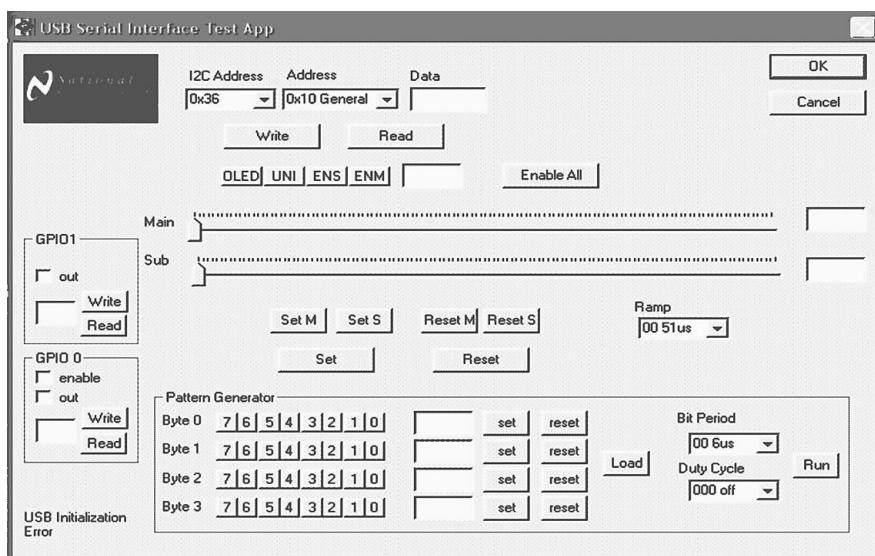 USB Serial Interface Test App
National
I2C Address Address Data
0x36 0x10 General
OK
Cancel
Write Read
OLED UNI ENS ENM Enable All
Main
Sub
GPIO1
out
Write
Read
Set M Set S Reset M Reset S
Set Reset
Ramp
00 51us
GPIO 0
enable
out
Write
Read
Pattern Generator
Byte 0 7 6 5 4 3 2 1 0 set reset
Byte 1 7 6 5 4 3 2 1 0 set reset
Byte 2 7 6 5 4 3 2 1 0 set reset
Byte 3 7 6 5 4 3 2 1 0 set reset
Load
Bit Period
00 6us
Duty Cycle
000 off
Run
USB Initialization
Error